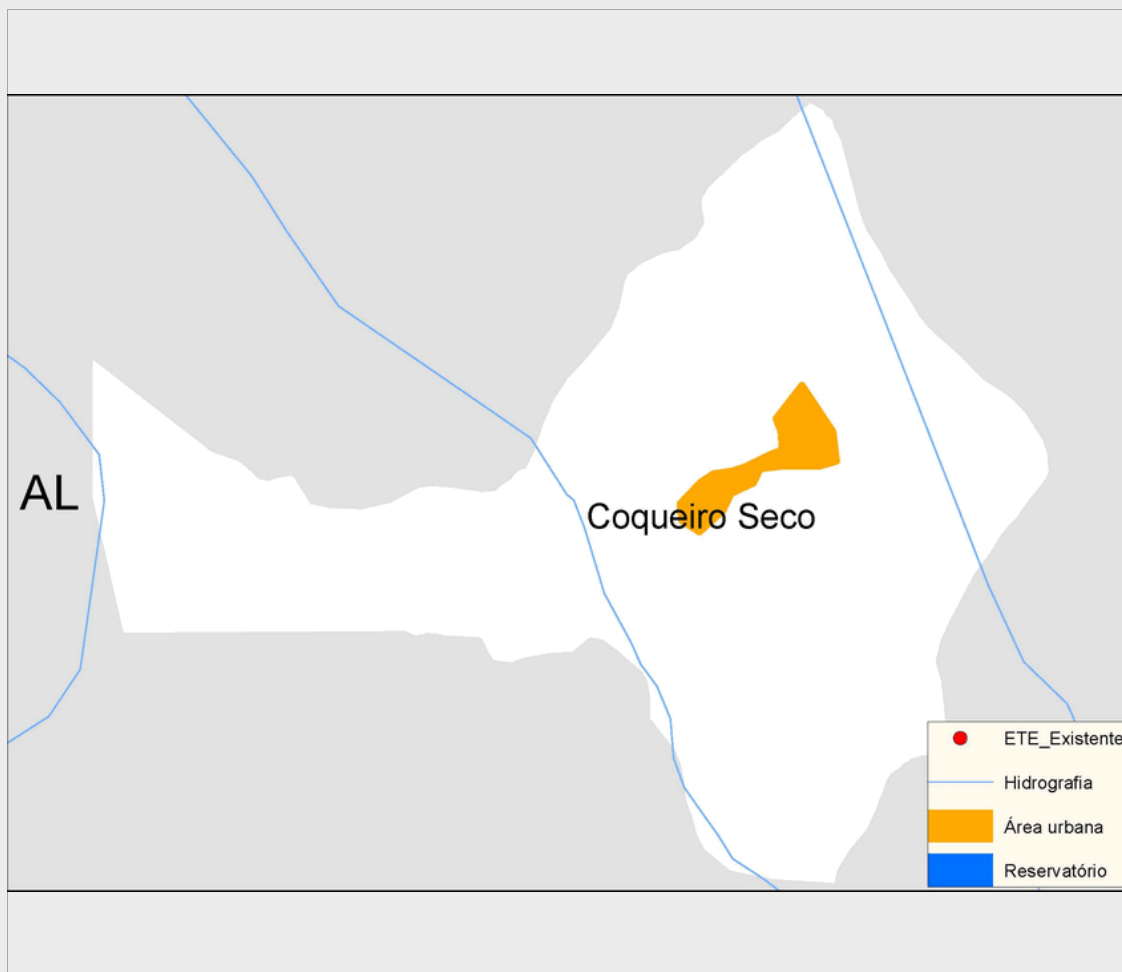 AL
Coqueiro Seco
ETE_Existente
Hidrografia
Área urbana
Reservatório